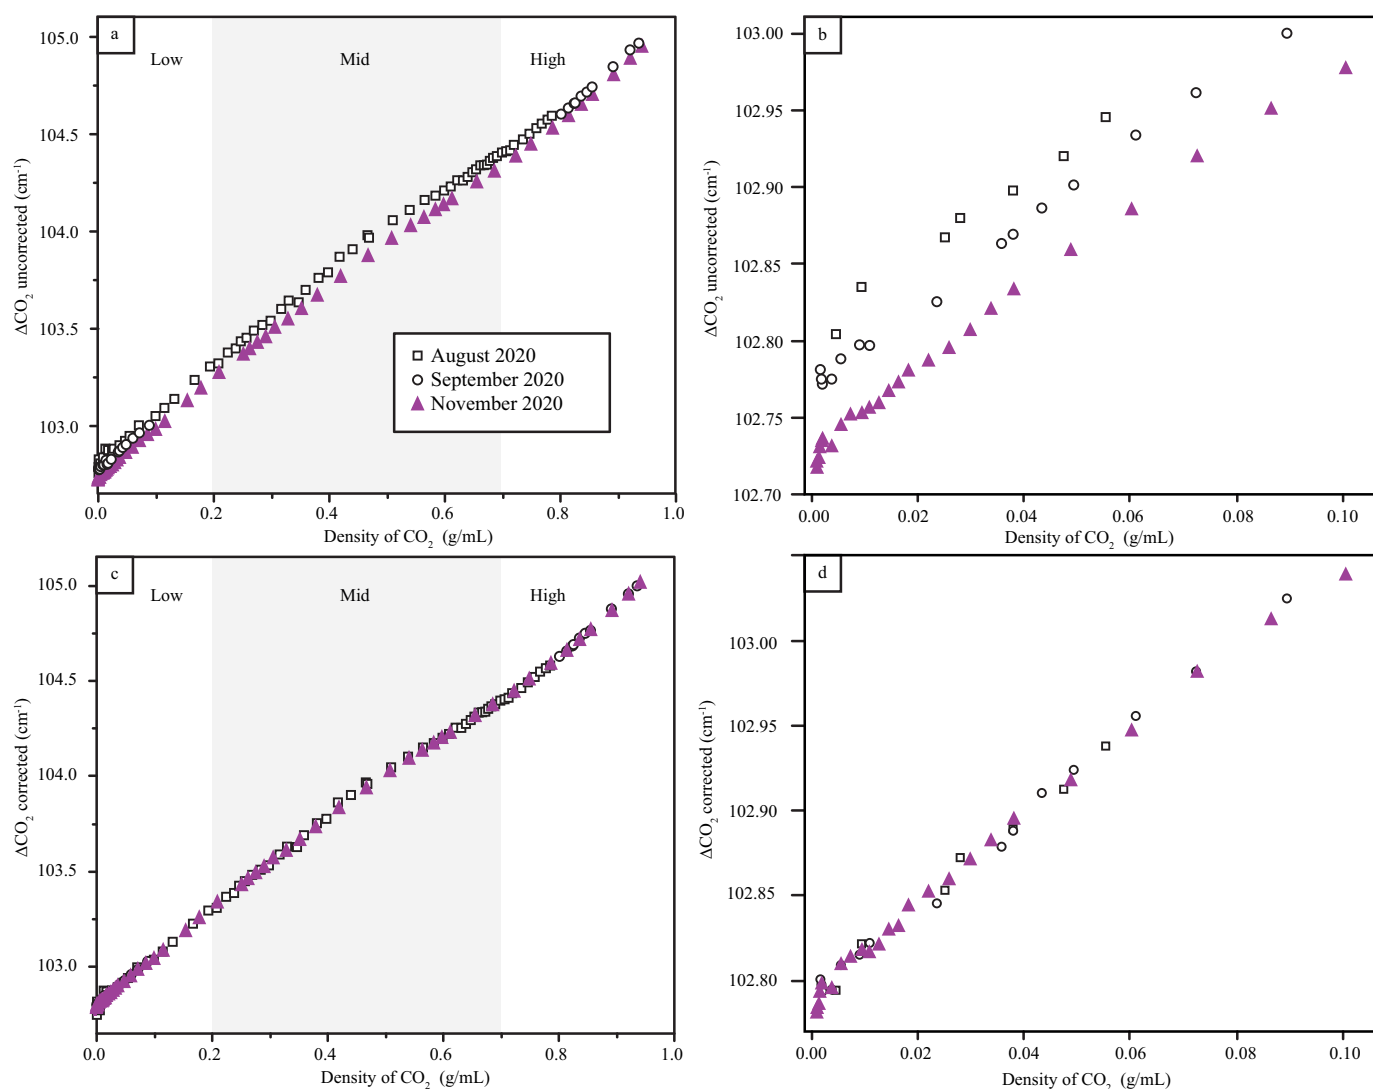 a
Low
Mid
High
105.0
104.5
104.0
103.5
103.0
ΔCO₂ uncorrected (cm⁻¹)
August 2020
September 2020
November 2020
0.0 0.2 0.4 0.6 0.8 1.0
Density of CO₂ (g/mL)
b
103.00
102.95
102.90
102.85
102.80
102.75
102.70
ΔCO₂ uncorrected (cm⁻¹)
0.00 0.02 0.04 0.06 0.08 0.10
Density of CO₂ (g/mL)
c
Low
Mid
High
105.0
104.5
104.0
103.5
103.0
ΔCO₂ corrected (cm⁻¹)
0.0 0.2 0.4 0.6 0.8 1.0
Density of CO₂ (g/mL)
d
103.00
102.95
102.90
102.85
102.80
ΔCO₂ corrected (cm⁻¹)
0.00 0.02 0.04 0.06 0.08 0.10
Density of CO₂ (g/mL)